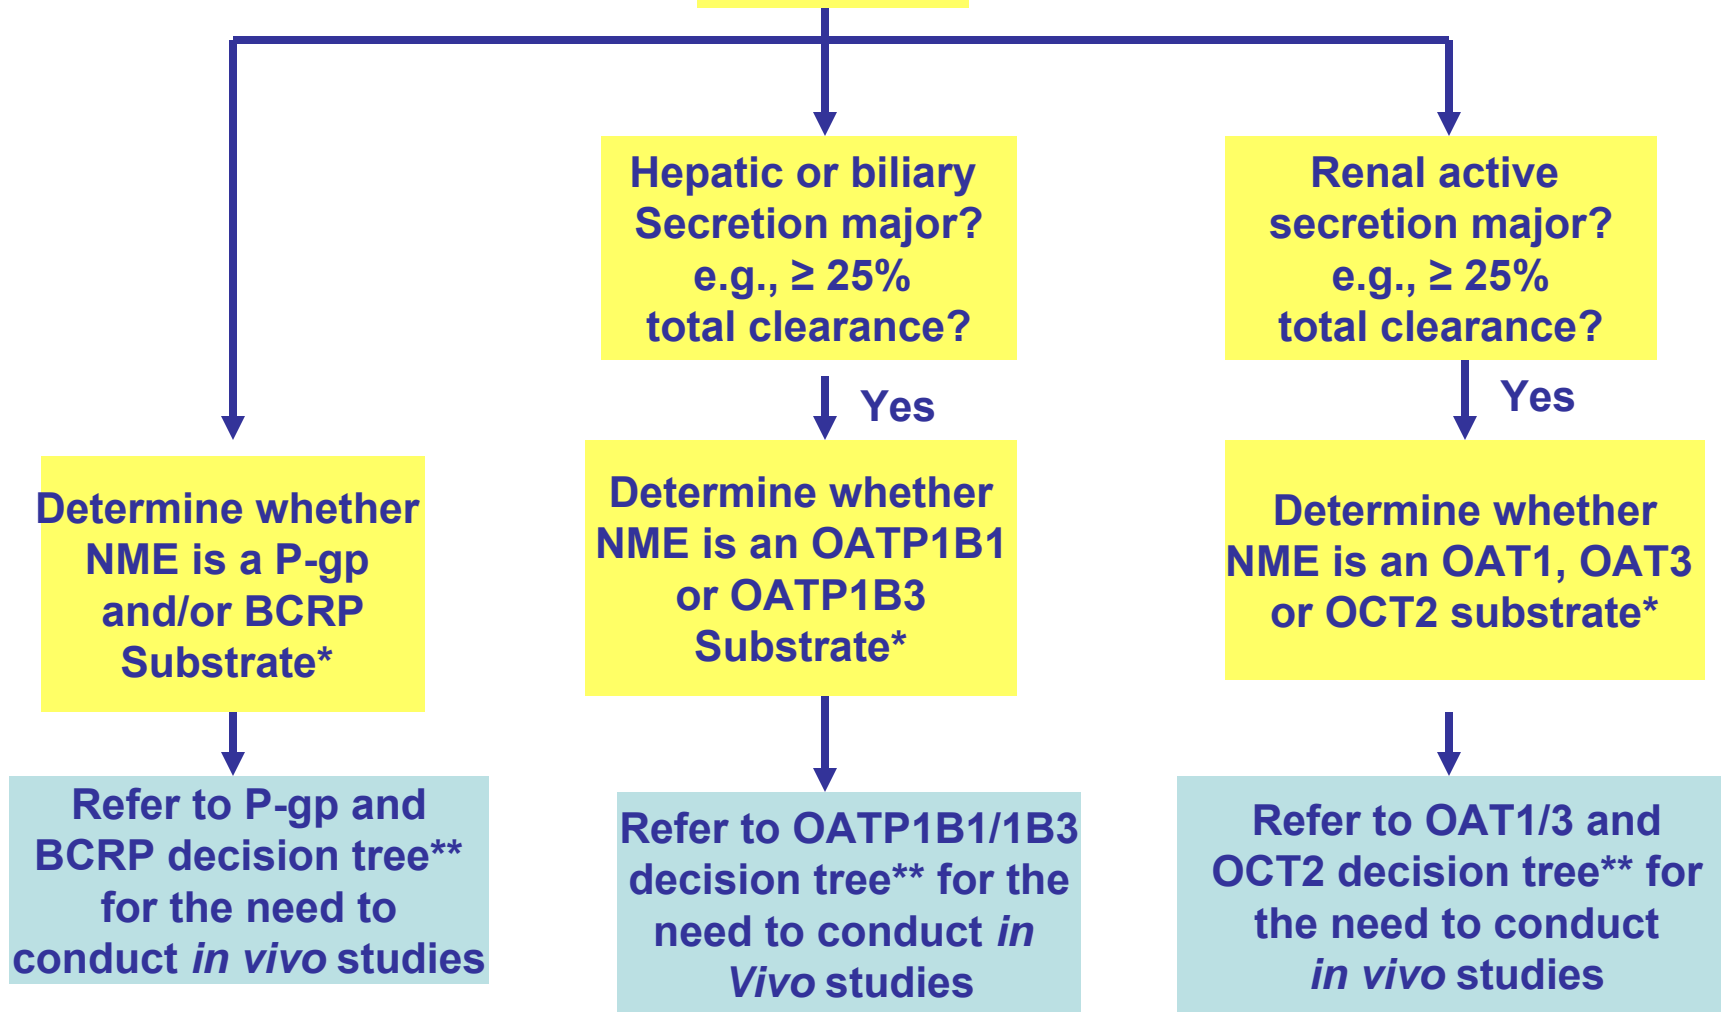 Hepatic or biliary
Secretion major?
e.g., ≥ 25%
total clearance?
Renal active
secretion major?
e.g., ≥ 25%
total clearance?
Yes
Yes
Determine whether
NME is a P-gp
and/or BCRP
Substrate*
Determine whether
NME is an OATP1B1
or OATP1B3
Substrate*
Determine whether
NME is an OAT1, OAT3
or OCT2 substrate*
Refer to P-gp and
BCRP decision tree**
for the need to
conduct in vivo studies
Refer to OATP1B1/1B3
decision tree** for the
need to conduct in
Vivo studies
Refer to OAT1/3 and
OCT2 decision tree** for
the need to conduct
in vivo studies